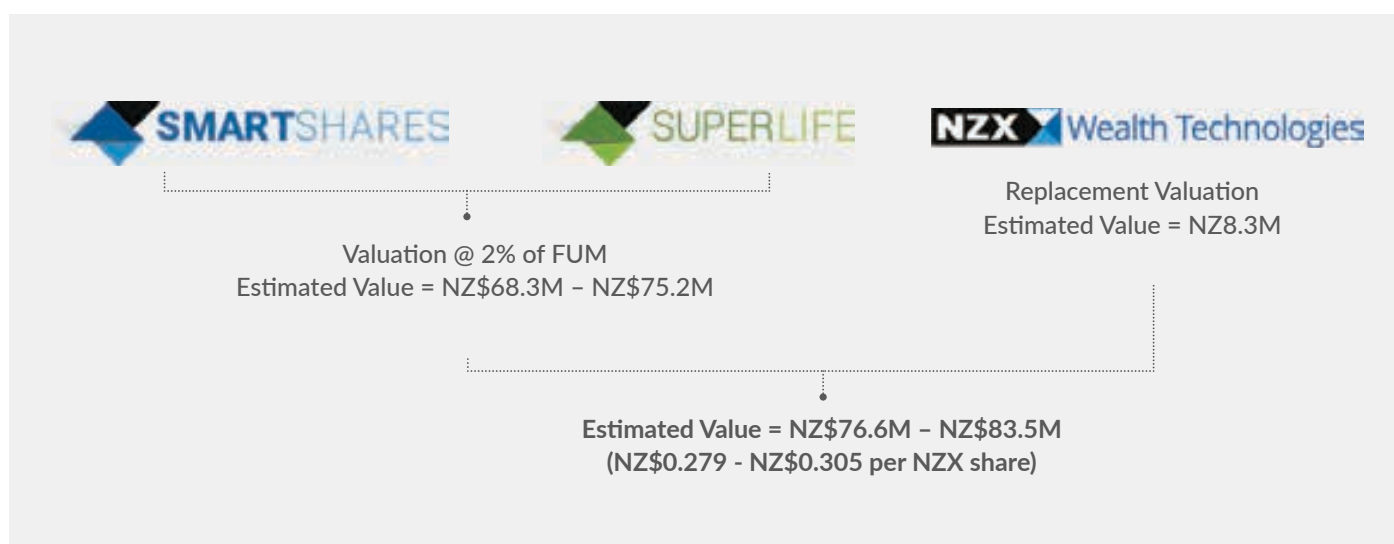 SMARTSHARES
SUPERLIFE
NZX Wealth Technologies
Replacement Valuation
Estimated Value = NZ8.3M
Valuation @ 2% of FUM
Estimated Value = NZ$68.3M – NZ$75.2M
Estimated Value = NZ$76.6M – NZ$83.5M
(NZ$0.279 - NZ$0.305 per NZX share)